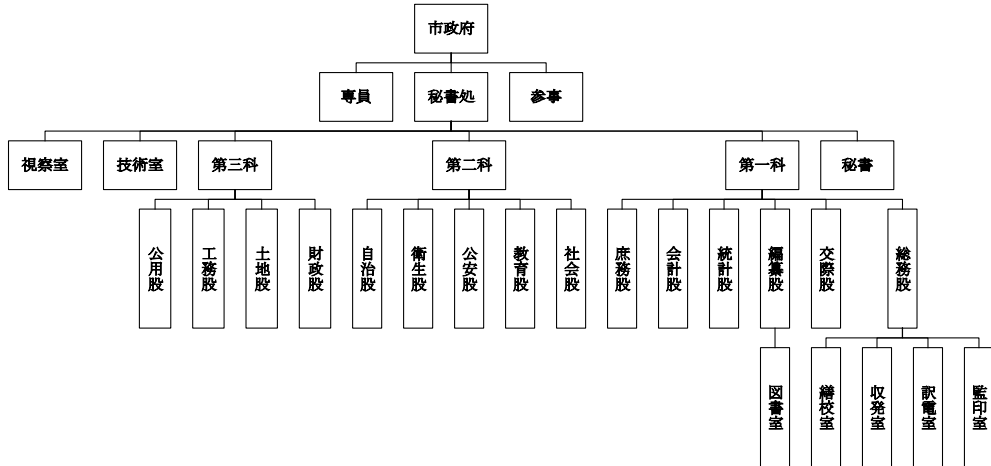 市政府
専員
秘書処
参事
視察室
技術室
第三科
第二科
第一科
秘書
公用股
工務股
土地股
財政股
自治股
衛生股
公安股
教育股
社会股
庶務股
会計股
統計股
編纂股
交際股
総務股
図書室
繕校室
収発室
訳電室
監印室